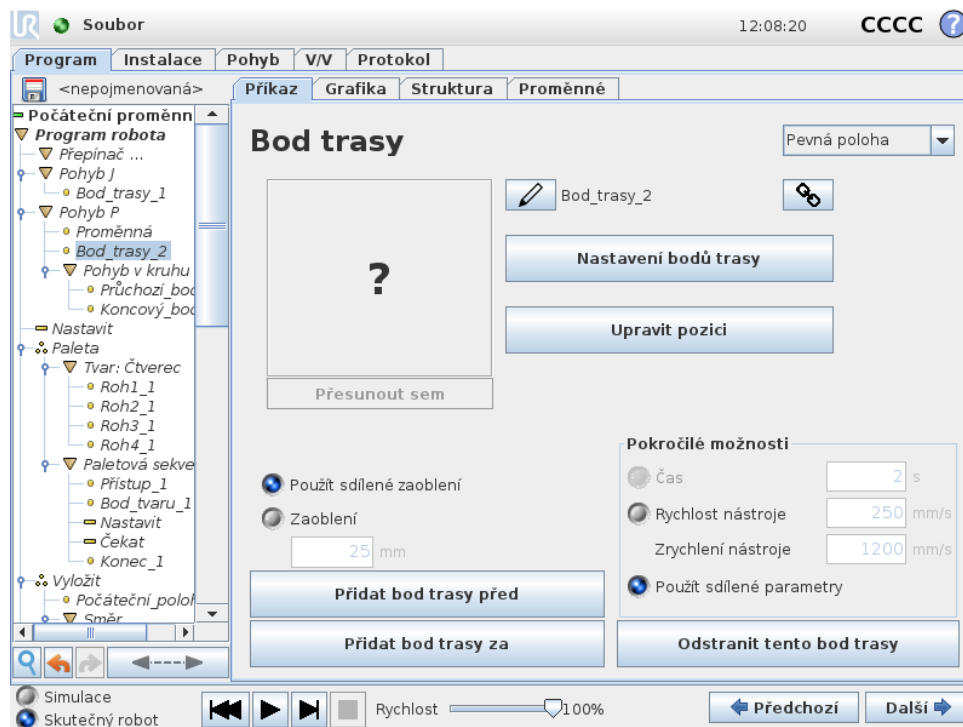 UR Soubor 12:08:20 CCCC ?
Program Instalace Pohyb V/V Protokol
<nepojmenovaná> Příkaz Grafika Struktura Proměnné
Počáteční proměnn
Program robota
Přepínač ...
Pohyb J
Bod_trasy_1
Pohyb P
Proměnná
Bod_trasy_2
Pohyb v kruhu
Průchozí_bod
Koncový_bod
Nastavit
Paleta
Tvar: Čtverec
Roh1_1
Roh2_1
Roh3_1
Roh4_1
Paletová sekve
Přístup_1
Bod_tvaru_1
Nastavit
Čekat
Konec_1
Vyložit
Počáteční_poloh
Směr
Bod trasy
Pevná poloha
?
Bod_trasy_2
Nastavení bodů trasy
Upravit pozici
Přesunout sem
Použít sdílené zaoblení
Zaoblení
25 mm
Pokročilé možnosti
Čas 2 s
Rychlost nástroje 250 mm/s
Zrychlení nástroje 1200 mm/s
Použít sdílené parametry
Přidat bod trasy před
Přidat bod trasy za
Odstranit tento bod trasy
Simulace
Skutečný robot
Rychlost 100%
Předchozí
Další